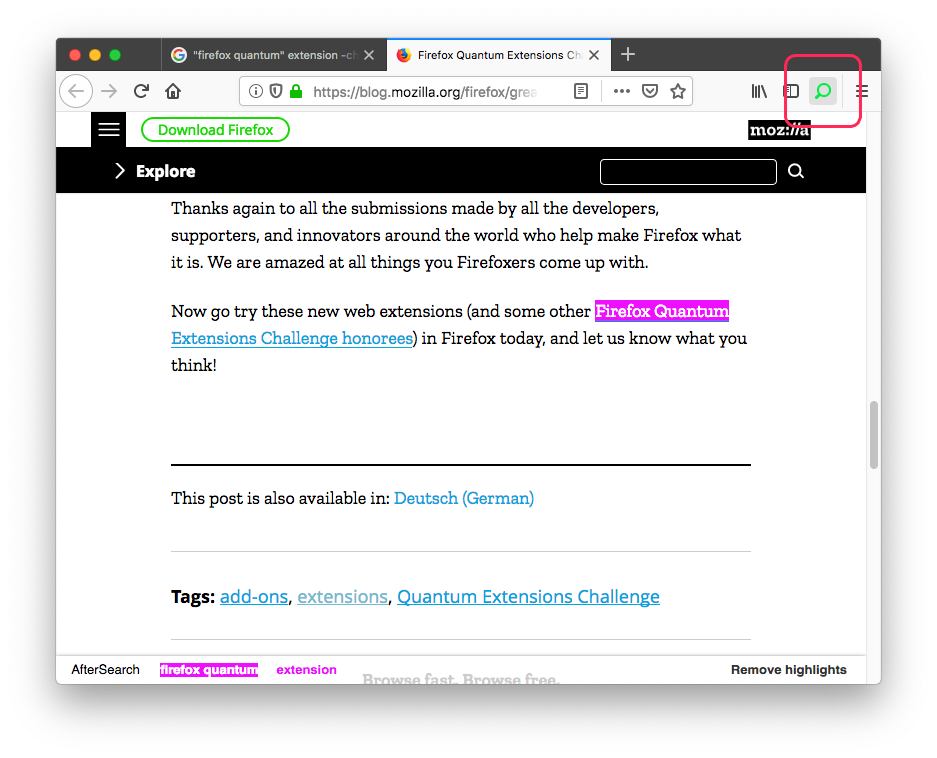 "firefox quantum" extension -ch
Firefox Quantum Extensions Ch
https://blog.mozilla.org/firefox/grea
Download Firefox
moz://a
Explore
Thanks again to all the submissions made by all the developers,
supporters, and innovators around the world who help make Firefox what
it is. We are amazed at all things you Firefoxers come up with.
Now go try these new web extensions (and some other Firefox Quantum
Extensions Challenge honorees) in Firefox today, and let us know what you
think!
This post is also available in: Deutsch (German)
Tags: add-ons, extensions, Quantum Extensions Challenge
AfterSearch firefox quantum extension Remove highlights
Browse fast. Browse free.